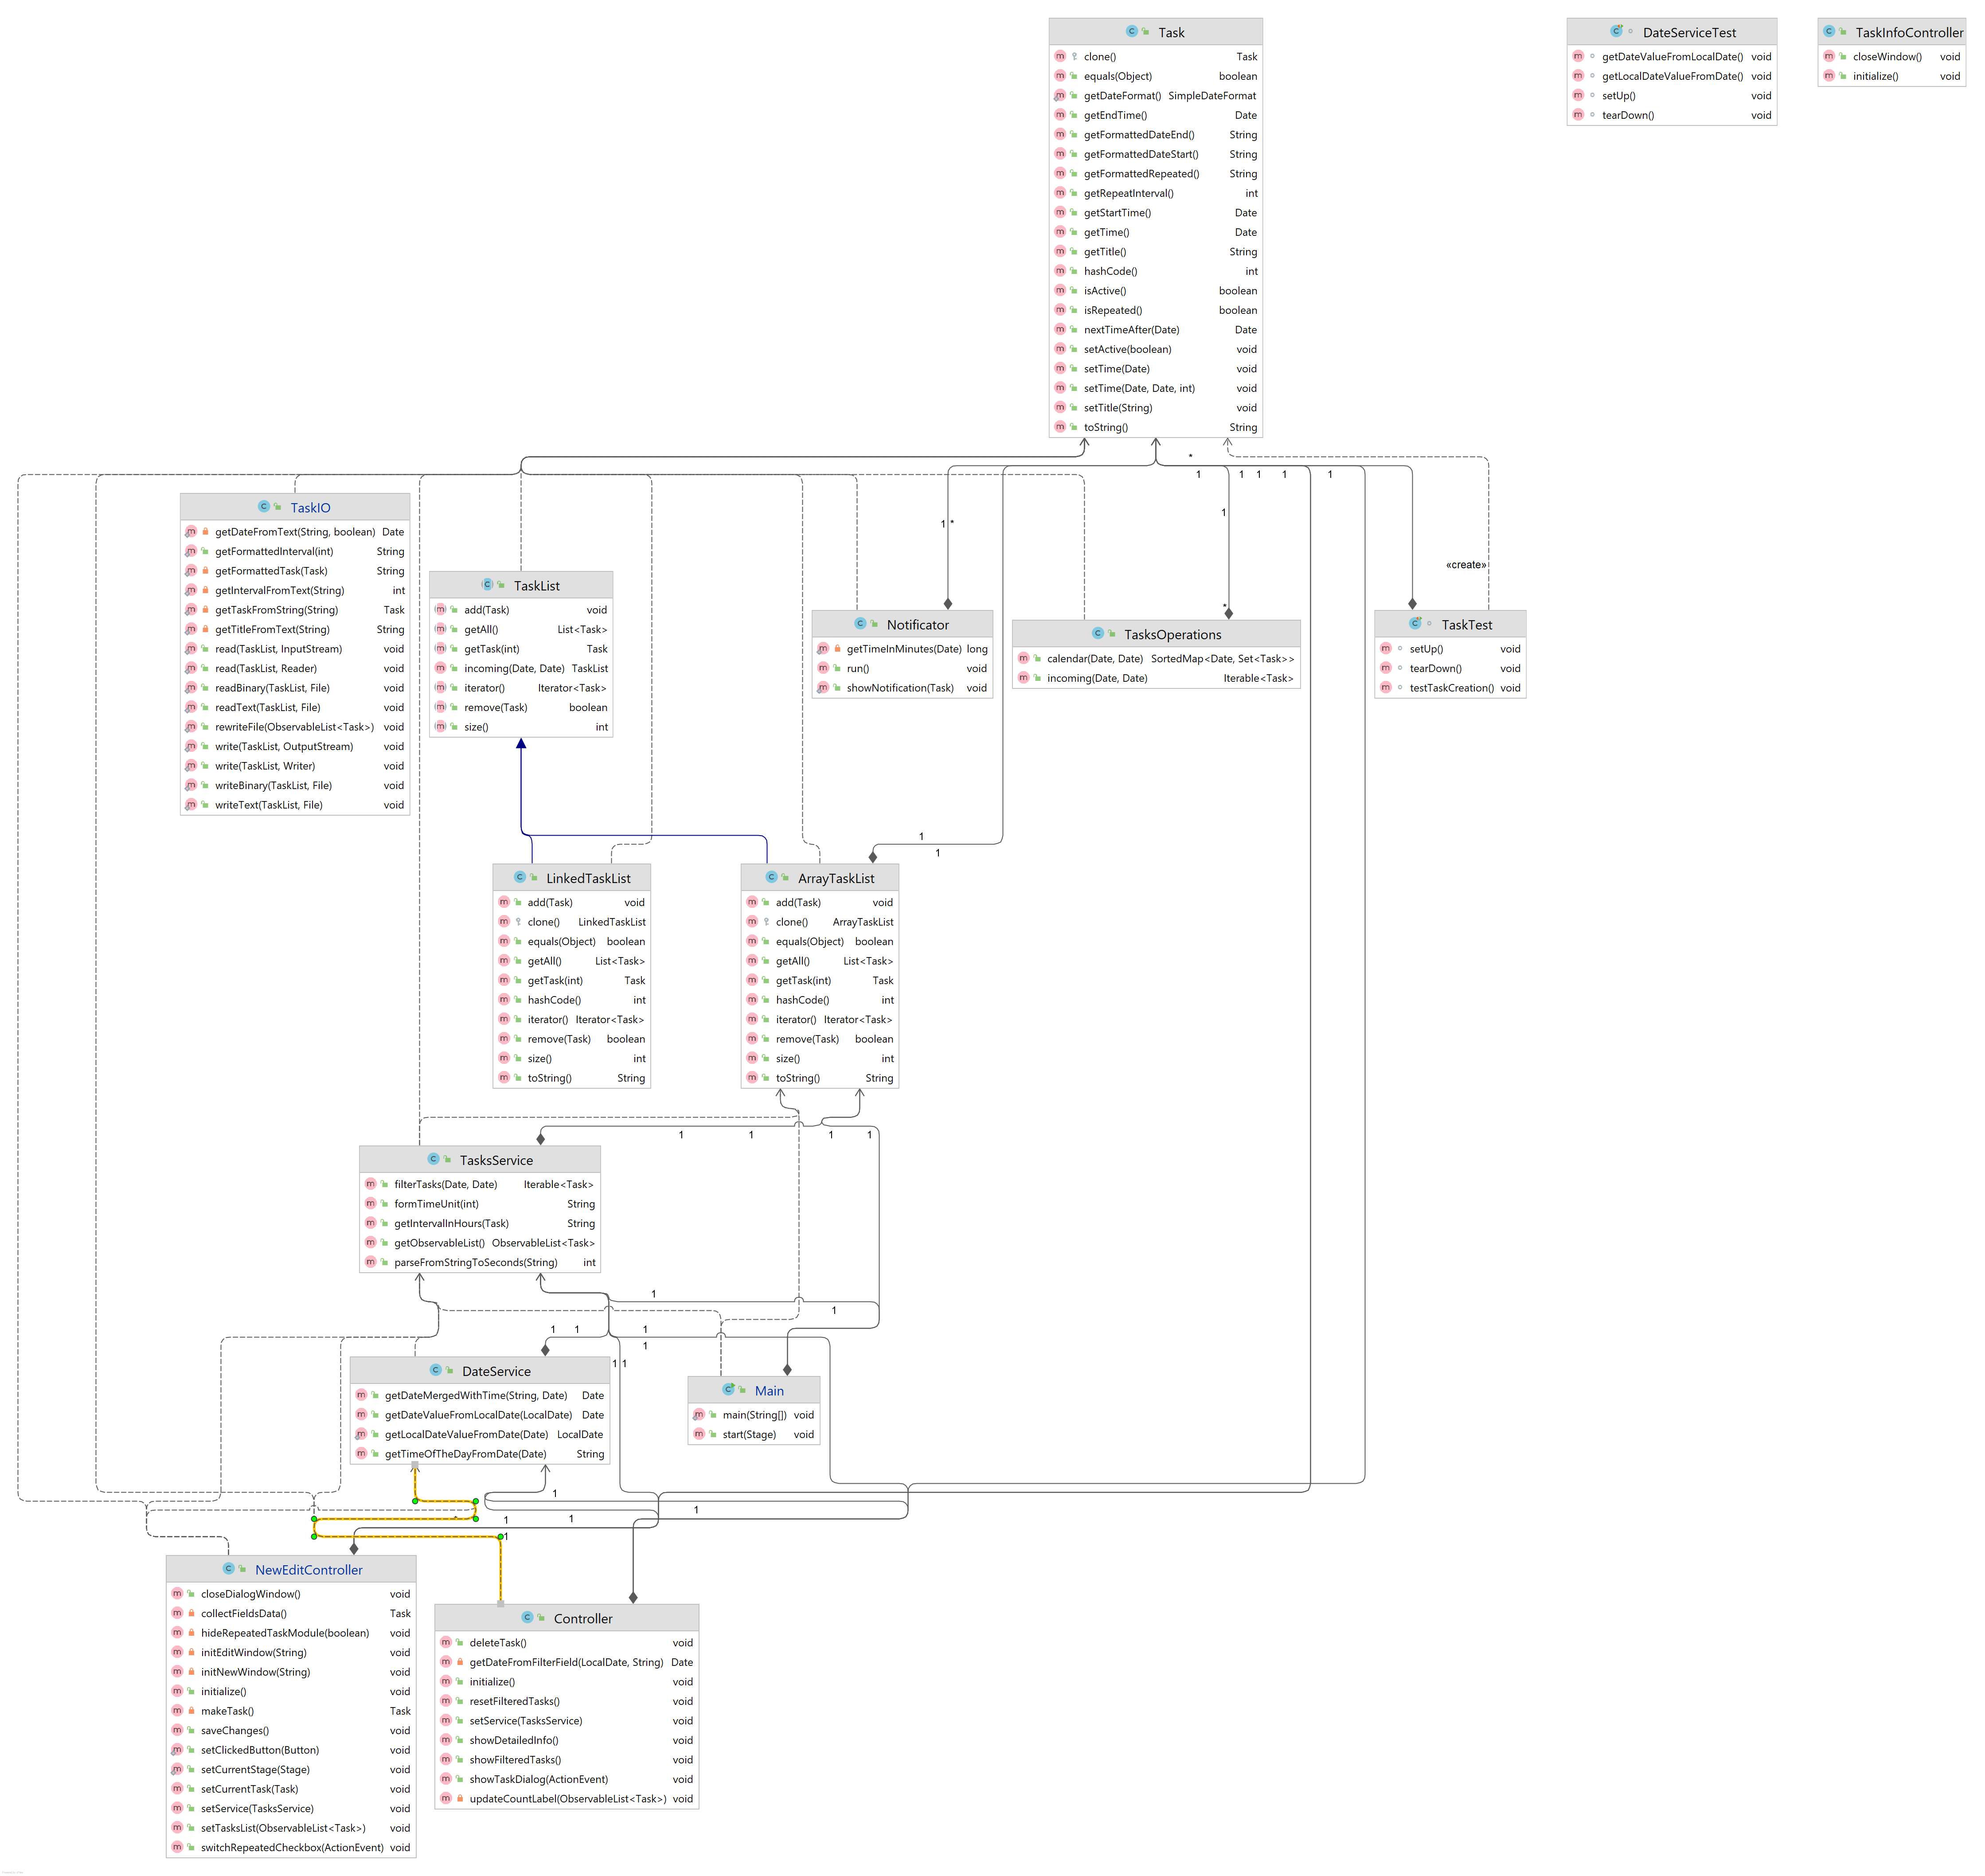 Task
clone() Task
equals(Object) boolean
getDateFormat() SimpleDateFormat
getEndTime() Date
getFormattedDateEnd() String
getFormattedDateStart() String
getFormattedRepeated() String
getRepeatInterval() int
getStartTime() Date
getTime() Date
getTitle() String
hashCode() int
isActive() boolean
isRepeated() boolean
nextTimeAfter(Date) Date
setActive(boolean) void
setTime(Date) void
setTime(Date, Date, int) void
setTitle(String) void
toString() String
DateServiceTest
getDateValueFromLocalDate() void
getLocalDateValueFromDate() void
setUp() void
tearDown() void
TaskInfoController
closeWindow() void
initialize() void
*
1 1 1 1 1
1 *
1
*
«create»
TaskIO
getDateFromText(String, boolean) Date
getFormattedInterval(int) String
getFormattedTask(Task) String
getIntervalFromText(String) int
getTaskFromString(String) Task
getTitleFromText(String) String
read(TaskList, InputStream) void
read(TaskList, Reader) void
readBinary(TaskList, File) void
readText(TaskList, File) void
rewriteFile(ObservableList<Task>) void
write(TaskList, OutputStream) void
write(TaskList, Writer) void
writeBinary(TaskList, File) void
writeText(TaskList, File) void
TaskList
add(Task) void
getAll() List<Task>
getTask(int) Task
incoming(Date, Date) TaskList
iterator() Iterator<Task>
remove(Task) boolean
size() int
Notificator
getTimeInMinutes(Date) long
run() void
showNotification(Task) void
TasksOperations
calendar(Date, Date) SortedMap<Date, Set<Task>>
incoming(Date, Date) Iterable<Task>
TaskTest
setUp() void
tearDown() void
testTaskCreation() void
1
1
LinkedTaskList
add(Task) void
clone() LinkedTaskList
equals(Object) boolean
getAll() List<Task>
getTask(int) Task
hashCode() int
iterator() Iterator<Task>
remove(Task) boolean
size() int
toString() String
ArrayTaskList
add(Task) void
clone() ArrayTaskList
equals(Object) boolean
getAll() List<Task>
getTask(int) Task
hashCode() int
iterator() Iterator<Task>
remove(Task) boolean
size() int
toString() String
1 1 1 1
TasksService
filterTasks(Date, Date) Iterable<Task>
formTimeUnit(int) String
getIntervalInHours(Task) String
getObservableList() ObservableList<Task>
parseFromStringToSeconds(String) int
1
1
1 1 1
1
1 1
DateService
getDateMergedWithTime(String, Date) Date
getDateValueFromLocalDate(LocalDate) Date
getLocalDateValueFromDate(Date) LocalDate
getTimeOfTheDayFromDate(Date) String
Main
main(String[]) void
start(Stage) void
1
1
* 1 1
1
NewEditController
closeDialogWindow() void
collectFieldsData() Task
hideRepeatedTaskModule(boolean) void
initEditWindow(String) void
initNewWindow(String) void
initialize() void
makeTask() Task
saveChanges() void
setClickedButton(Button) void
setCurrentStage(Stage) void
setCurrentTask(Task) void
setService(TasksService) void
setTasksList(ObservableList<Task>) void
switchRepeatedCheckbox(ActionEvent) void
Controller
deleteTask() void
getDateFromFilterField(LocalDate, String) Date
initialize() void
resetFilteredTasks() void
setService(TasksService) void
showDetailedInfo() void
showFilteredTasks() void
showTaskDialog(ActionEvent) void
updateCountLabel(ObservableList<Task>) void